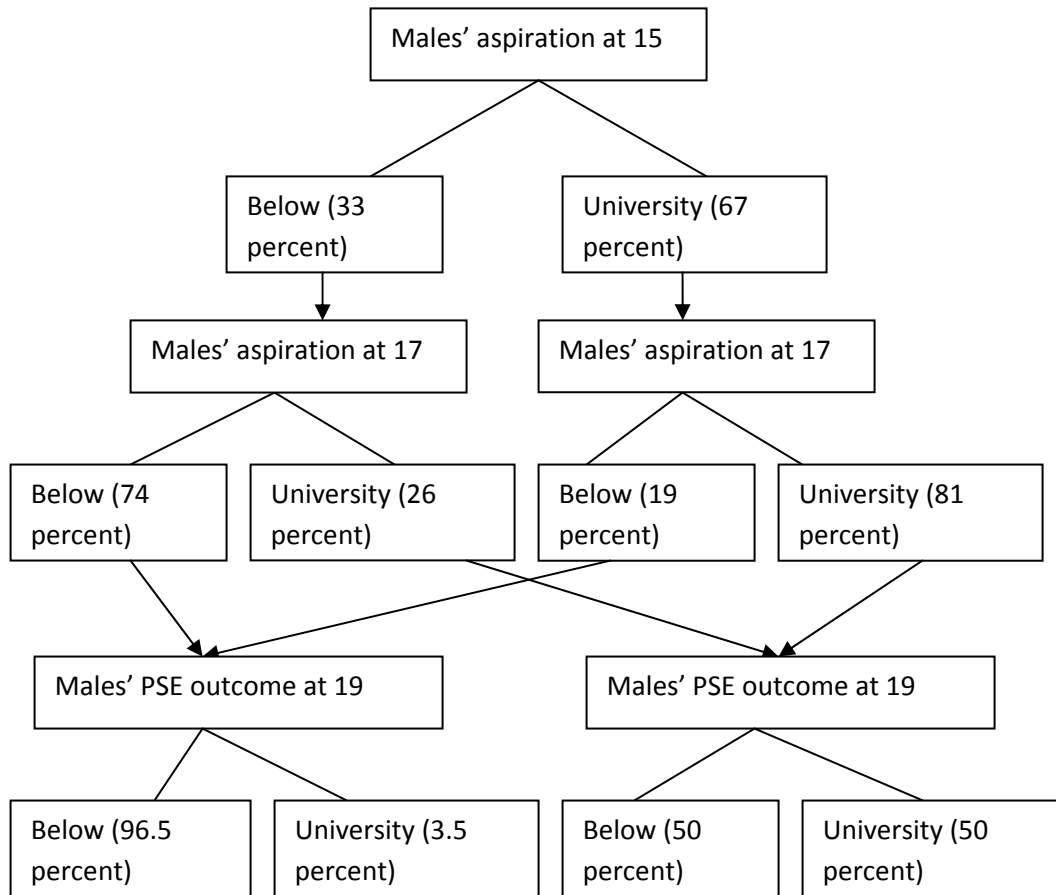 Males’ aspiration at 15
Below (33
percent)
University (67
percent)
Males’ aspiration at 17
Males’ aspiration at 17
Below (74
percent)
University (26
percent)
Below (19
percent)
University (81
percent)
Males’ PSE outcome at 19
Males’ PSE outcome at 19
Below (96.5
percent)
University (3.5
percent)
Below (50
percent)
University (50
percent)